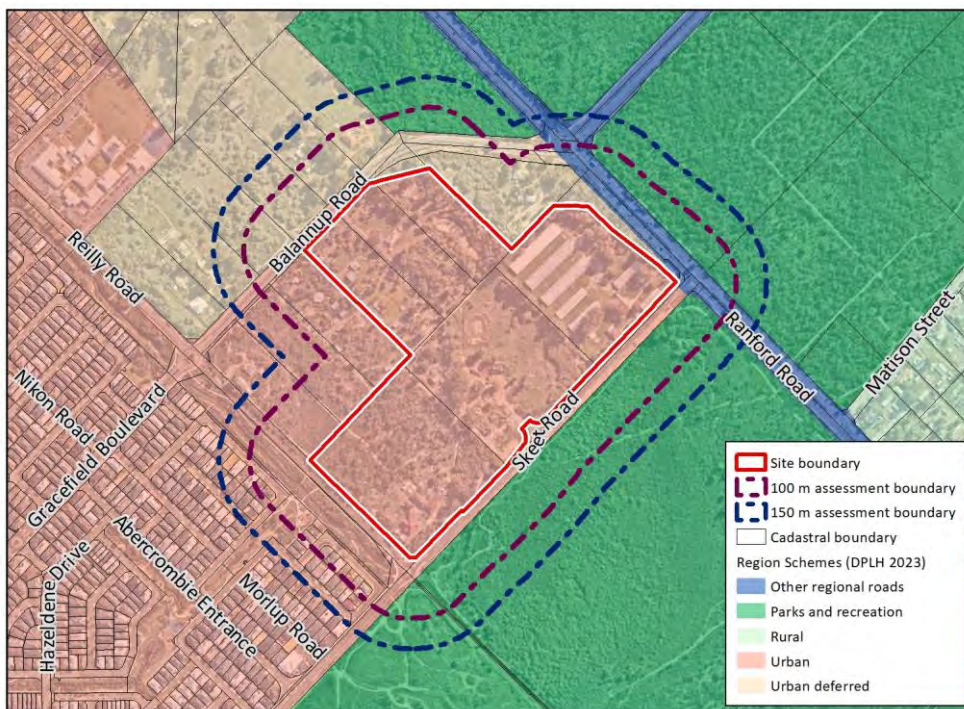 Balannup Road
Reilly Road
Nikon Road
Gracefield Boulevard
Abercrombie Entrance
Hazeldene Drive
Morlup Road
Skeet Road
Ranford Road
Matison Street
Site boundary
100 m assessment boundary
150 m assessment boundary
Cadastral boundary
Region Schemes (DPLH 2023)
Other regional roads
Parks and recreation
Rural
Urban
Urban deferred